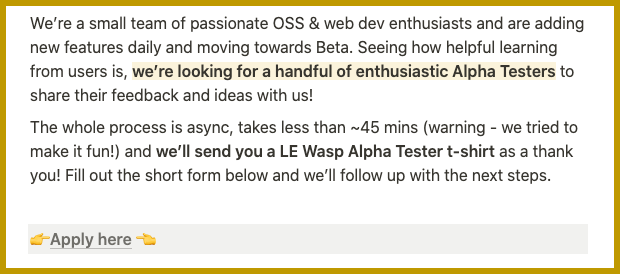 We’re a small team of passionate OSS & web dev enthusiasts and are adding
new features daily and moving towards Beta. Seeing how helpful learning
from users is, we’re looking for a handful of enthusiastic Alpha Testers to
share their feedback and ideas with us!
The whole process is async, takes less than ~45 mins (warning - we tried to
make it fun!) and we’ll send you a LE Wasp Alpha Tester t-shirt as a thank
you! Fill out the short form below and we’ll follow up with the next steps.
👉Apply here 👈